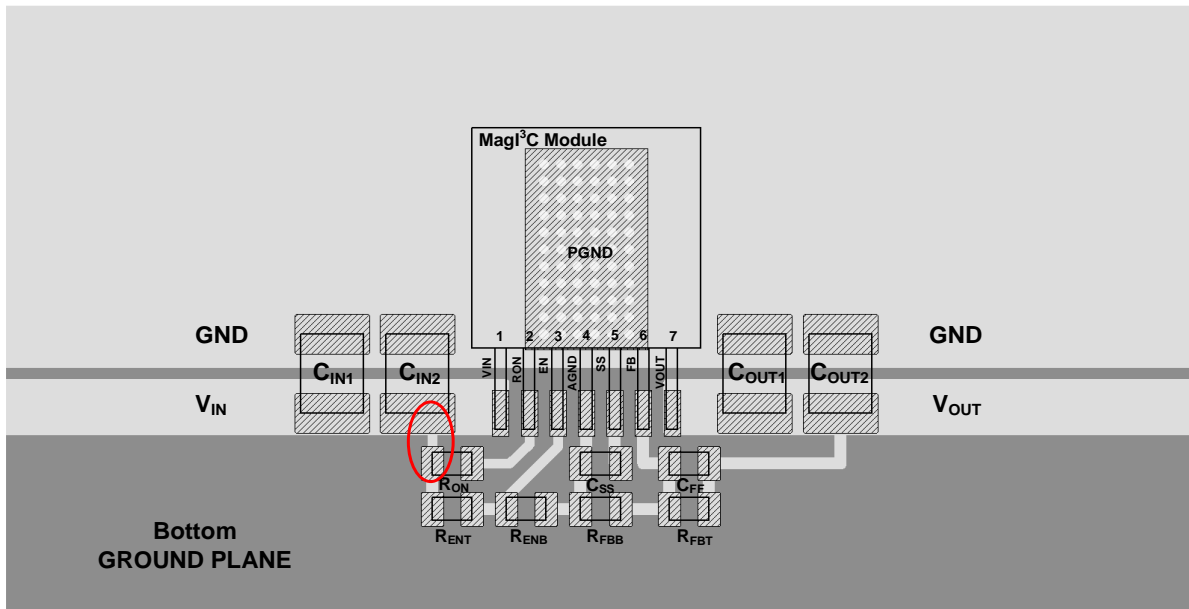 MagI³C Module
PGND
1 2 3 4 5 6 7
VIN RON EN AGND SS FB VOUT
GND GND
CIN1 CIN2 COUT1 COUT2
VIN VOUT
RON CSS CFF
RENT RENB RFBB RFBT
Bottom
GROUND PLANE